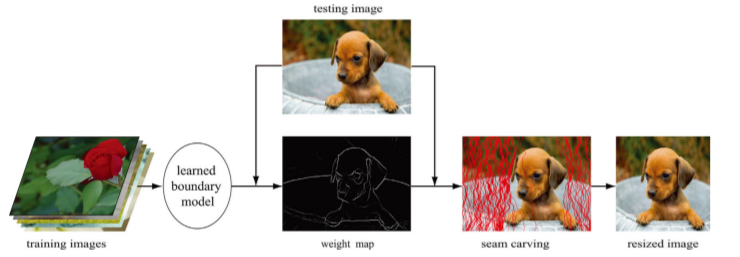 testing image
learned
boundary
model
training images
weight map
seam carving
resized image